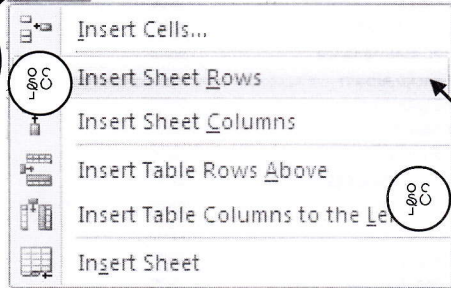 Insert Cells...
Insert Sheet Rows
Insert Sheet Columns
Insert Table Rows Above
Insert Table Columns to the Le
Insert Sheet